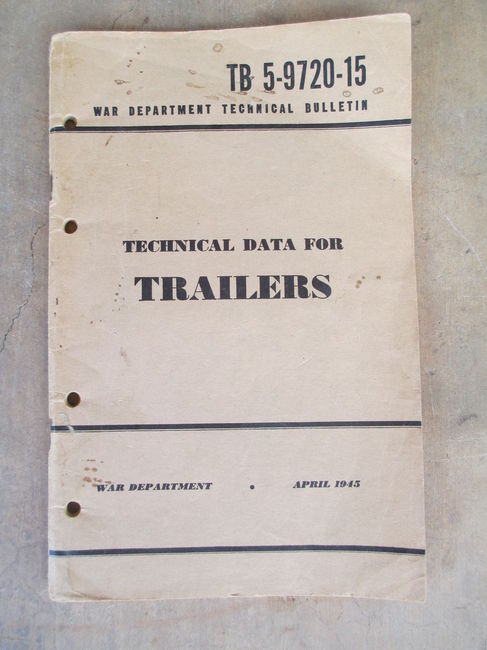 TB 5-9720-15
WAR DEPARTMENT TECHNICAL BULLETIN
TECHNICAL DATA FOR
TRAILERS
WAR DEPARTMENT • APRIL 1945